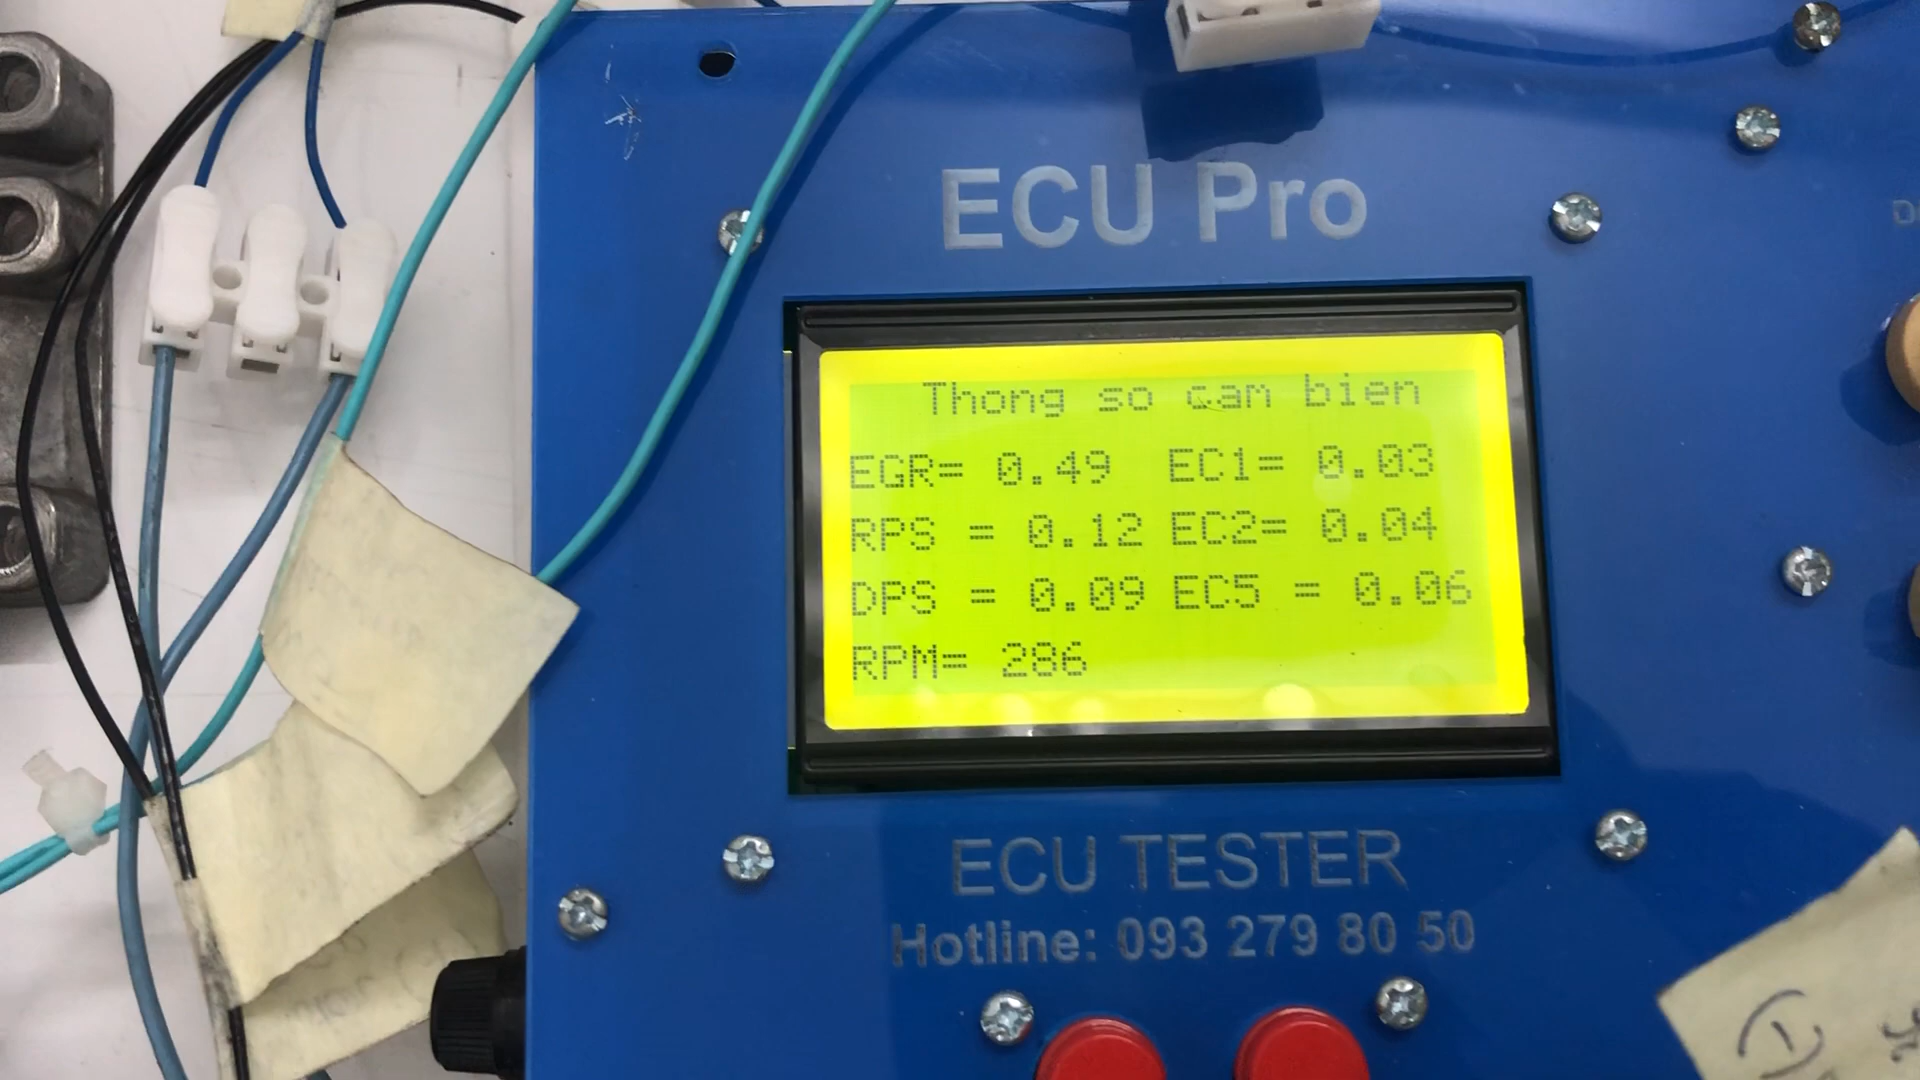 ECU Pro
Thong so cam bien
EGR= 0.49 EC1= 0.03
RPS = 0.12 EC2= 0.04
DPS = 0.09 EC5 = 0.06
RPM= 286
ECU TESTER
Hotline: 093 279 80 50